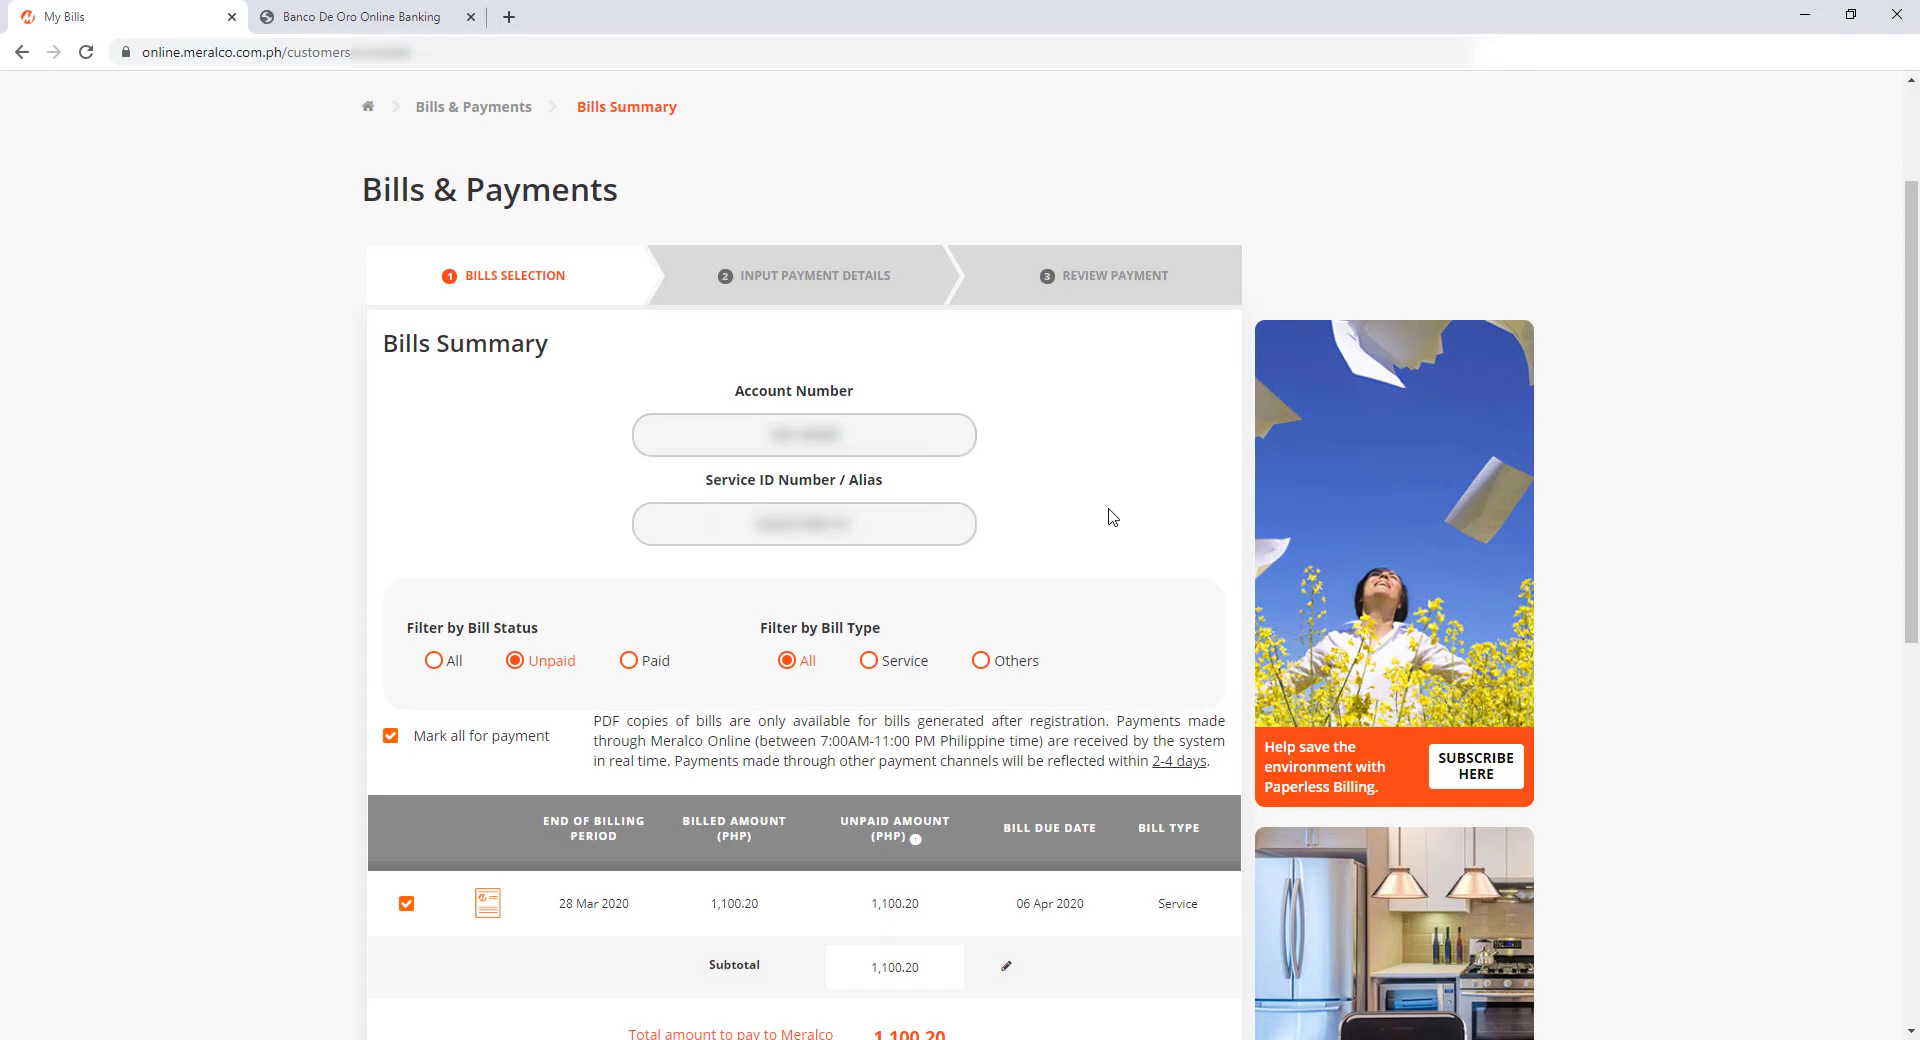 My Bills
Banco De Oro Online Banking
online.meralco.com.ph/customers
Bills & Payments
Bills Summary
Bills & Payments
1 BILLS SELECTION
2 INPUT PAYMENT DETAILS
3 REVIEW PAYMENT
Bills Summary
Account Number
Service ID Number / Alias
Filter by Bill Status
All Unpaid Paid
Filter by Bill Type
All Service Others
Mark all for payment
PDF copies of bills are only available for bills generated after registration. Payments made
through Meralco Online (between 7:00AM-11:00 PM Philippine time) are received by the system
in real time. Payments made through other payment channels will be reflected within 2-4 days.
END OF BILLING
PERIOD
BILLED AMOUNT
(PHP)
UNPAID AMOUNT
(PHP)
BILL DUE DATE
BILL TYPE
28 Mar 2020 1,100.20 1,100.20 06 Apr 2020 Service
Subtotal 1,100.20
Total amount to pay to Meralco 1,100.20
Help save the
environment with
Paperless Billing.
SUBSCRIBE
HERE